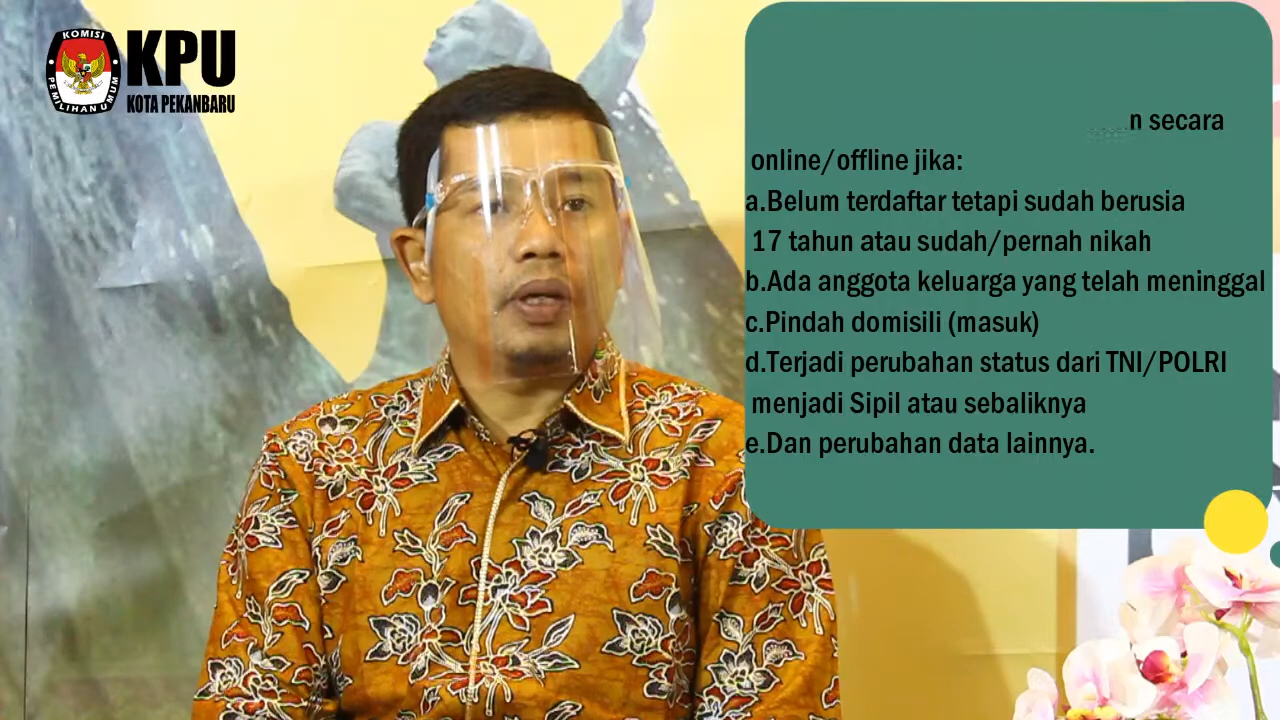 KOMISI
PEMILIHAN UMUM
KPU
KOTA PEKANBARU
n secara
online/offline jika:
a.Belum terdaftar tetapi sudah berusia
17 tahun atau sudah/pernah nikah
b.Ada anggota keluarga yang telah meninggal
c.Pindah domisili (masuk)
d.Terjadi perubahan status dari TNI/POLRI
menjadi Sipil atau sebaliknya
e.Dan perubahan data lainnya.